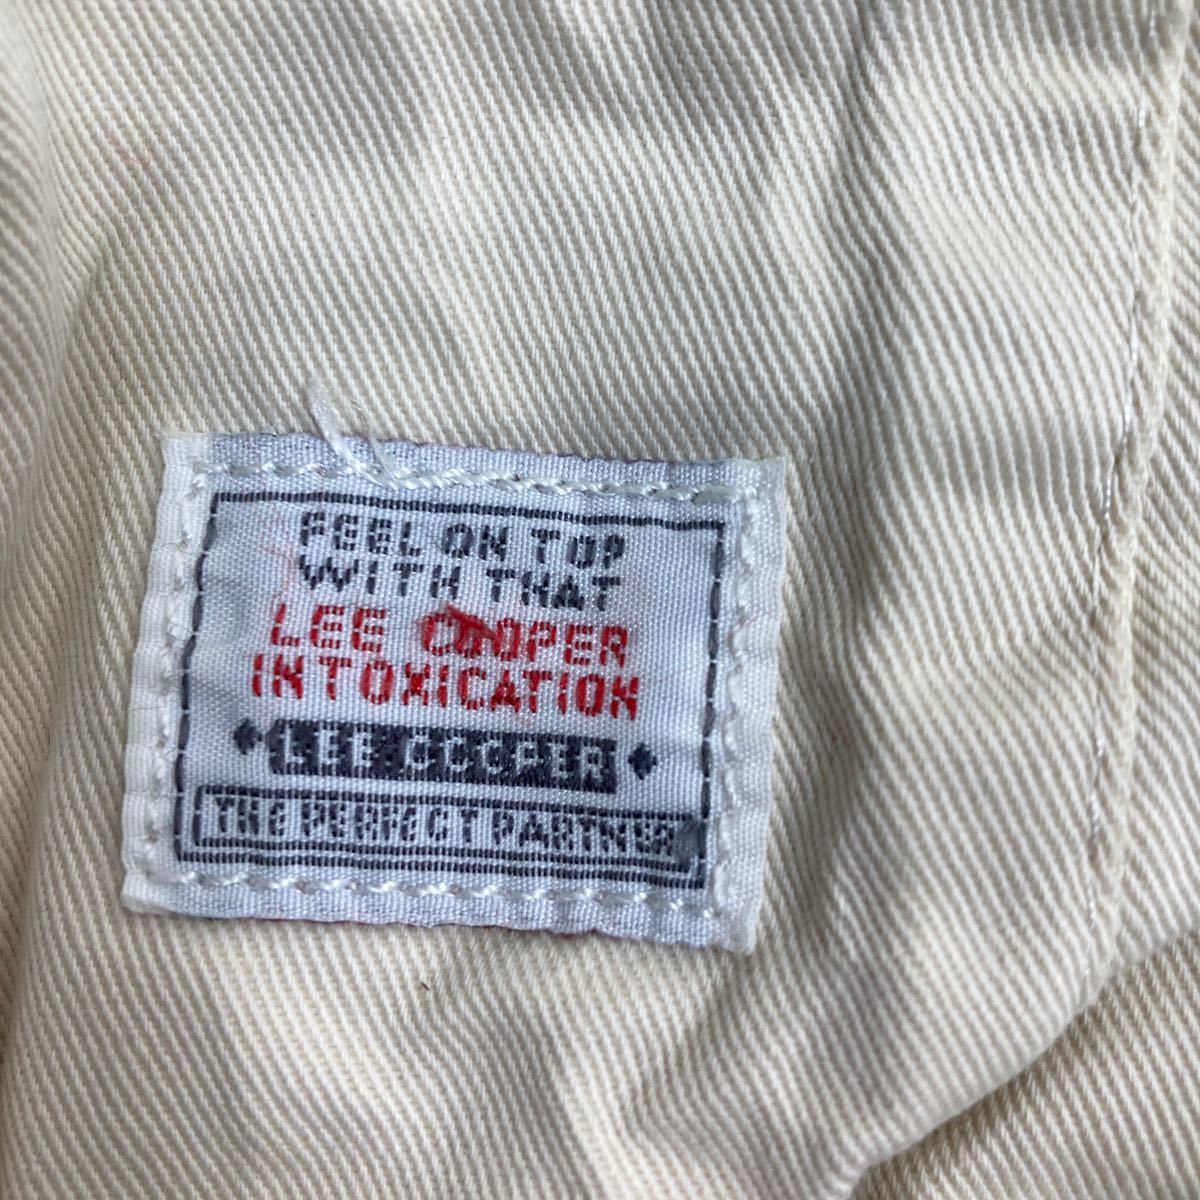 FEEL ON TOP
WITH THAT
LEE COOPER
INTOXICATION
LEE COOPER
THE PERFECT PARTNER